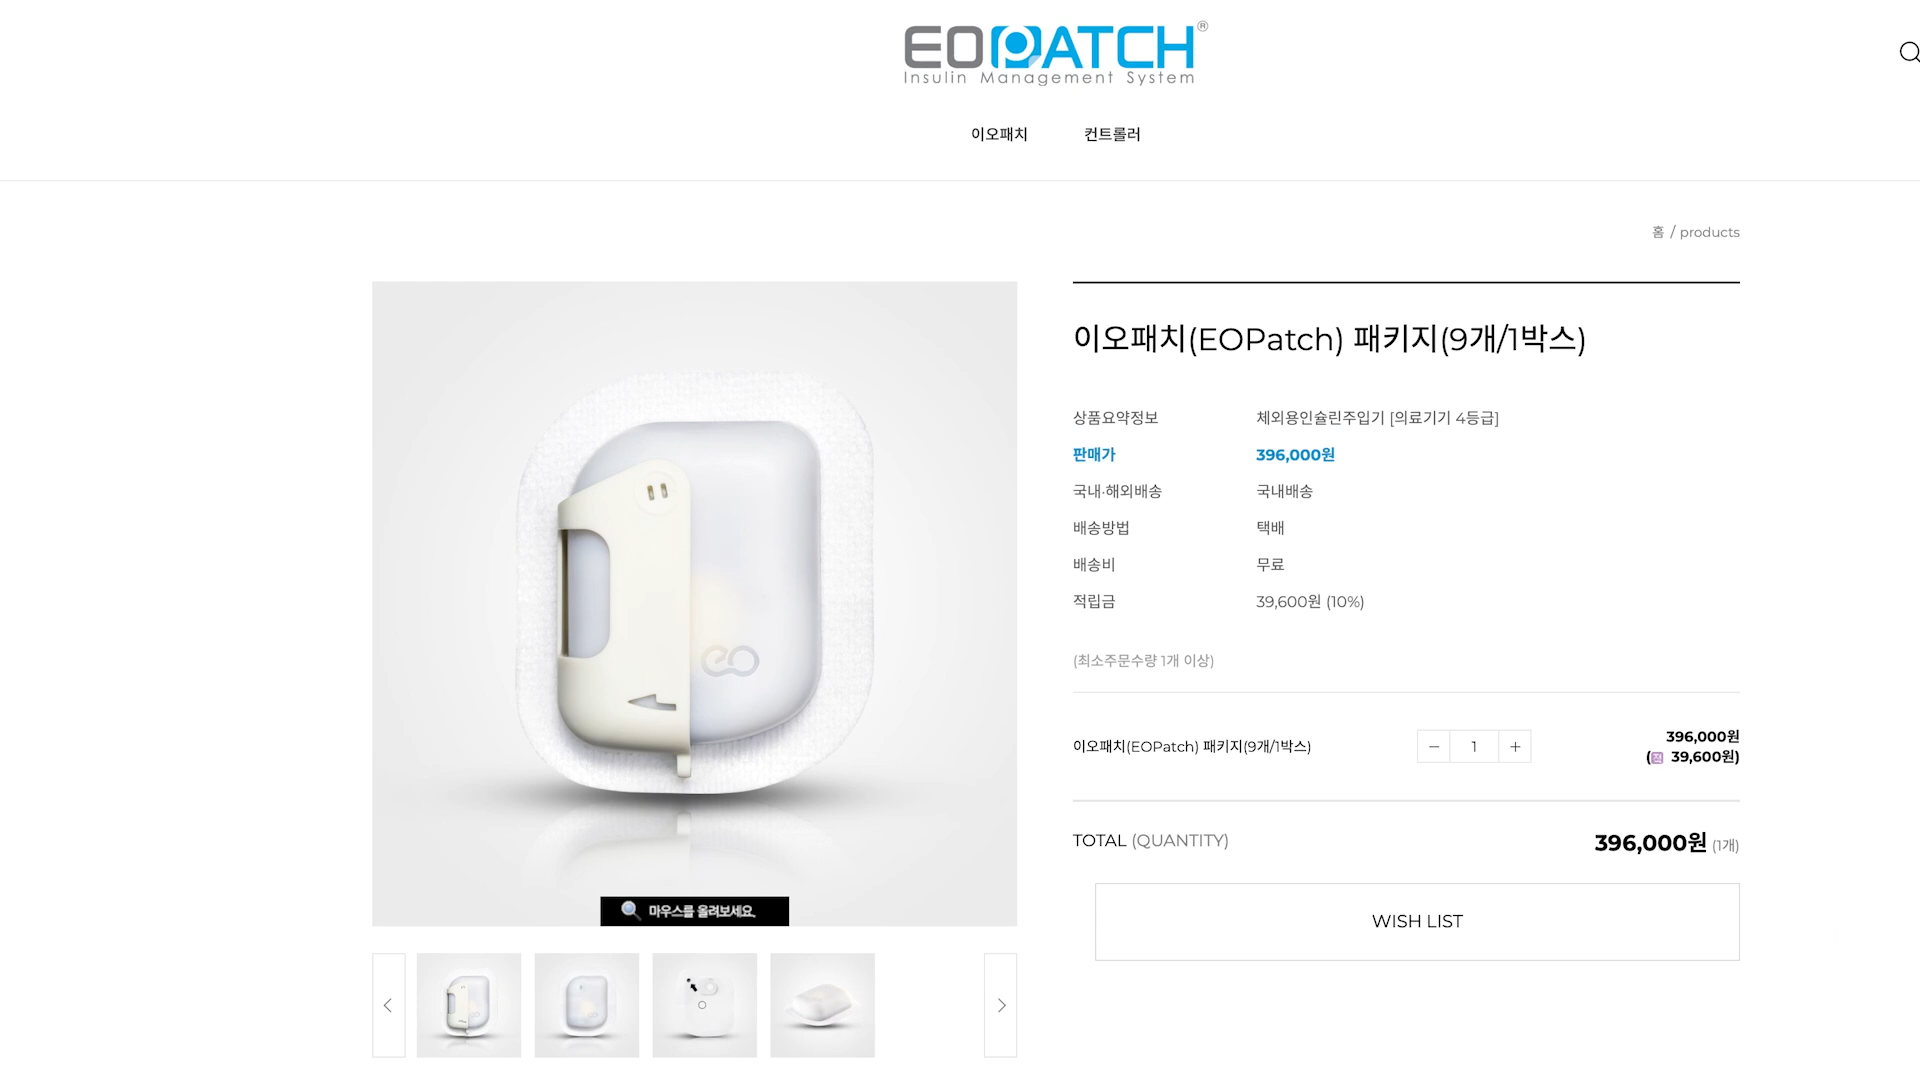 EOPATCH®
Insulin Management System
이오패치 컨트롤러
홈 / products
이오패치(EOPatch) 패키지(9개/1박스)
상품요약정보 체외용인슐린주입기 [의료기기 4등급]
판매가 396,000원
국내·해외배송 국내배송
배송방법 택배
배송비 무료
적립금 39,600원 (10%)
(최소주문수량 1개 이상)
이오패치(EOPatch) 패키지(9개/1박스) − 1 + 396,000원
(적 39,600원)
TOTAL (QUANTITY) 396,000원 (1개)
WISH LIST
eo
마우스를 올려보세요.